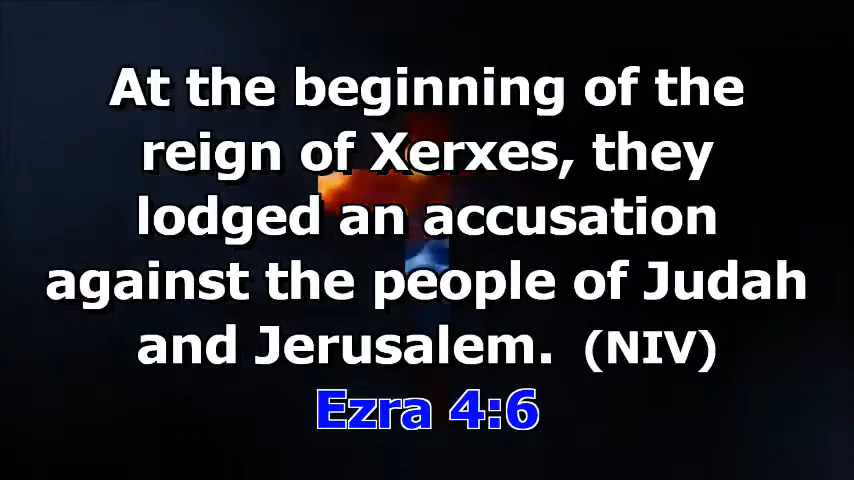 At the beginning of the
reign of Xerxes, they
lodged an accusation
against the people of Judah
and Jerusalem. (NIV)
Ezra 4:6